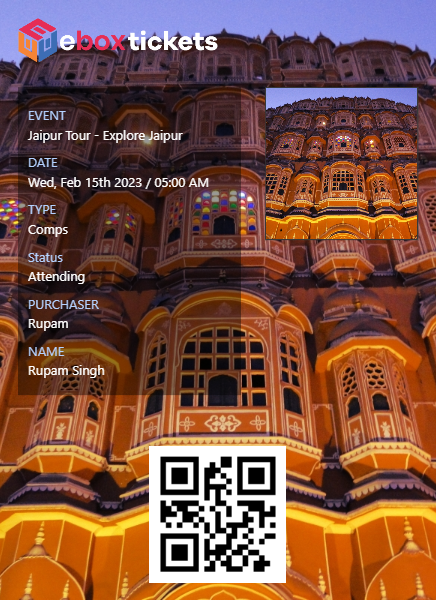 eboxtickets
EVENT
Jaipur Tour - Explore Jaipur
DATE
Wed, Feb 15th 2023 / 05:00 AM
TYPE
Comps
Status
Attending
PURCHASER
Rupam
NAME
Rupam Singh